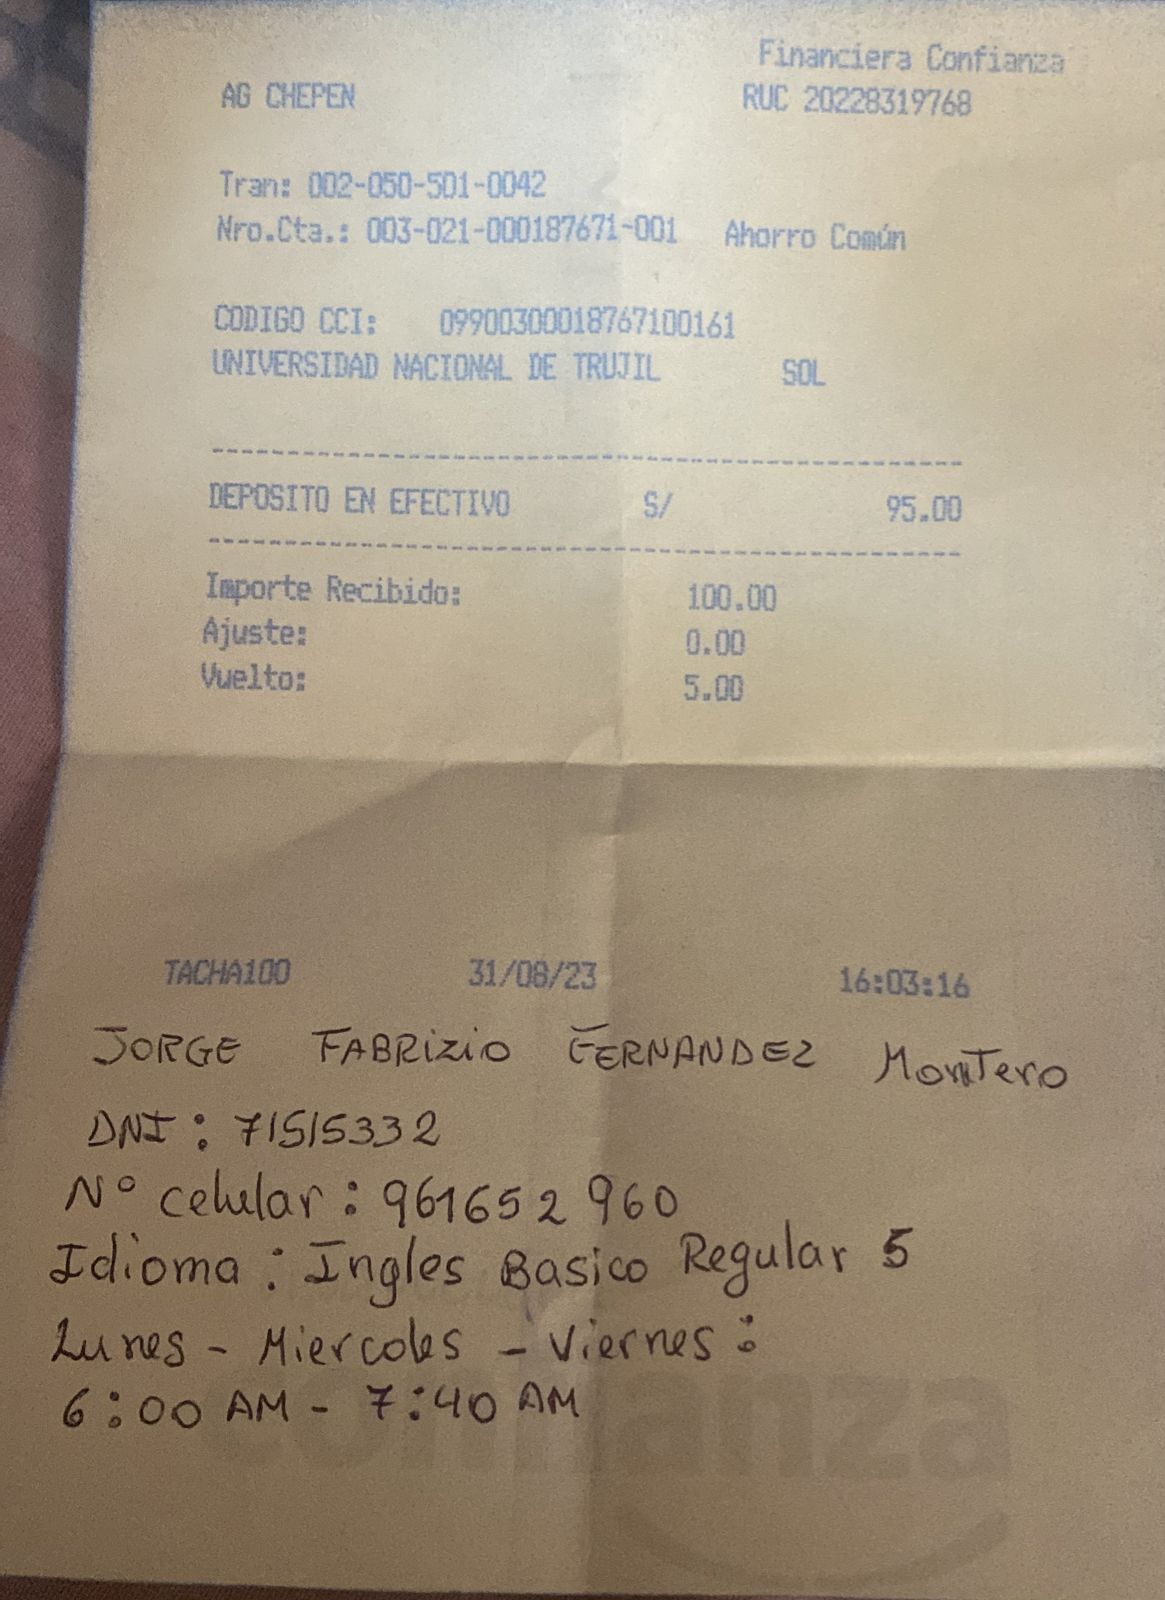 Financiera Confianza
AG CHEPEN RUC 20228319768
Tran: 002-050-501-0042
Nro.Cta.: 003-021-000187671-001 Ahorro Común
CODIGO CCI: 09900300018767100161
UNIVERSIDAD NACIONAL DE TRUJIL SOL
DEPOSITO EN EFECTIVO S/ 95.00
Importe Recibido: 100.00
Ajuste: 0.00
Vuelto: 5.00
TACHA100 31/08/23 16:03:16
JORGE FABRIZIO FERNANDEZ MonTero
DNI : 71515332
N° celular : 961652 960
Idioma : Ingles Basico Regular 5
Lunes - Miercoles - Viernes :
6:00 AM - 7:40 AM
confianza